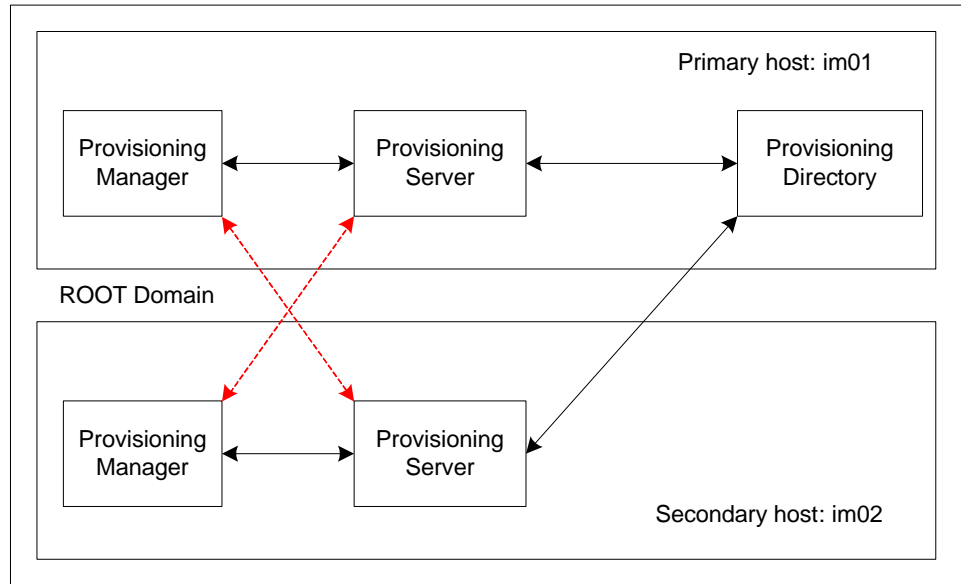 Primary host: im01
Provisioning
Manager
Provisioning
Server
Provisioning
Directory
ROOT Domain
Provisioning
Manager
Provisioning
Server
Secondary host: im02